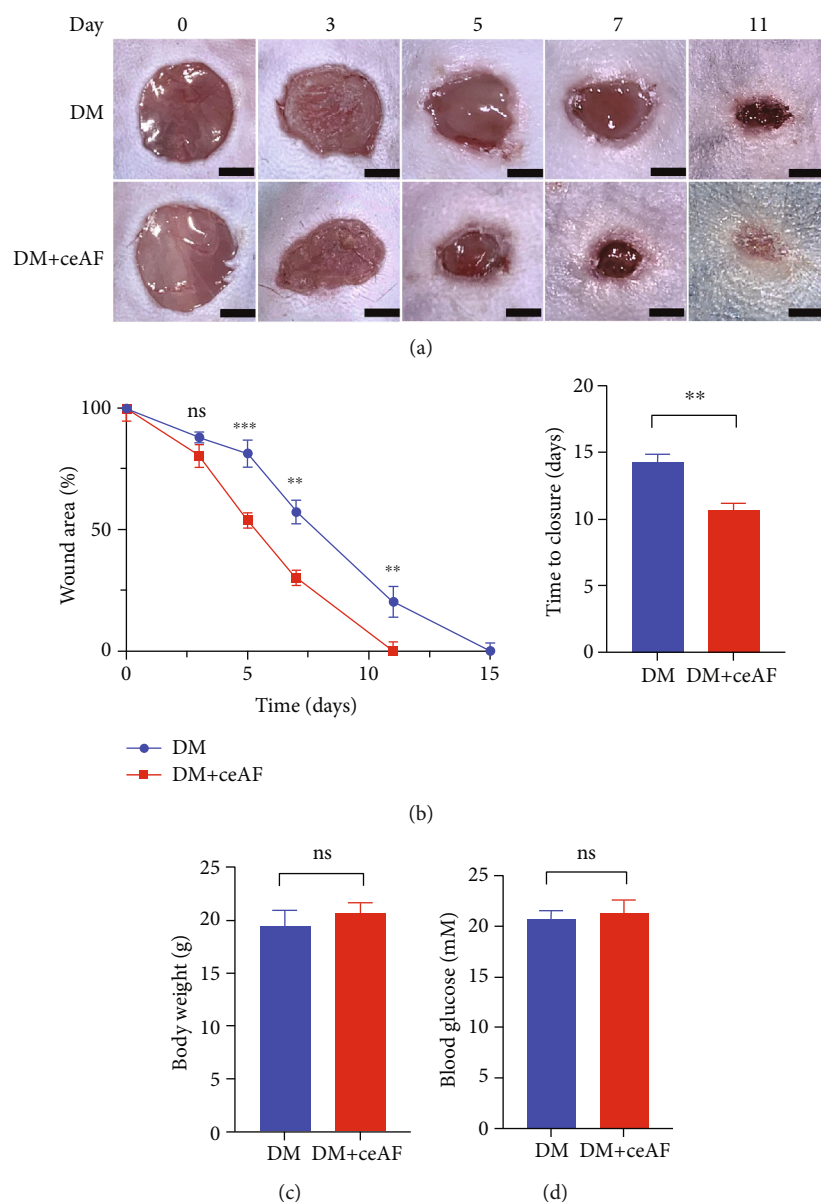 Day 0 3 5 7 11
DM
DM+ceAF
(a)
Wound area (%)
100
50
0
ns
***
**
**
0 5 10 15
Time (days)
DM
DM+ceAF
Time to closure (days)
20
15
10
5
0
**
DM DM+ceAF
(b)
Body weight (g)
25
20
15
10
5
0
ns
DM DM+ceAF
(c)
Blood glucose (mM)
25
20
15
10
5
0
ns
DM DM+ceAF
(d)